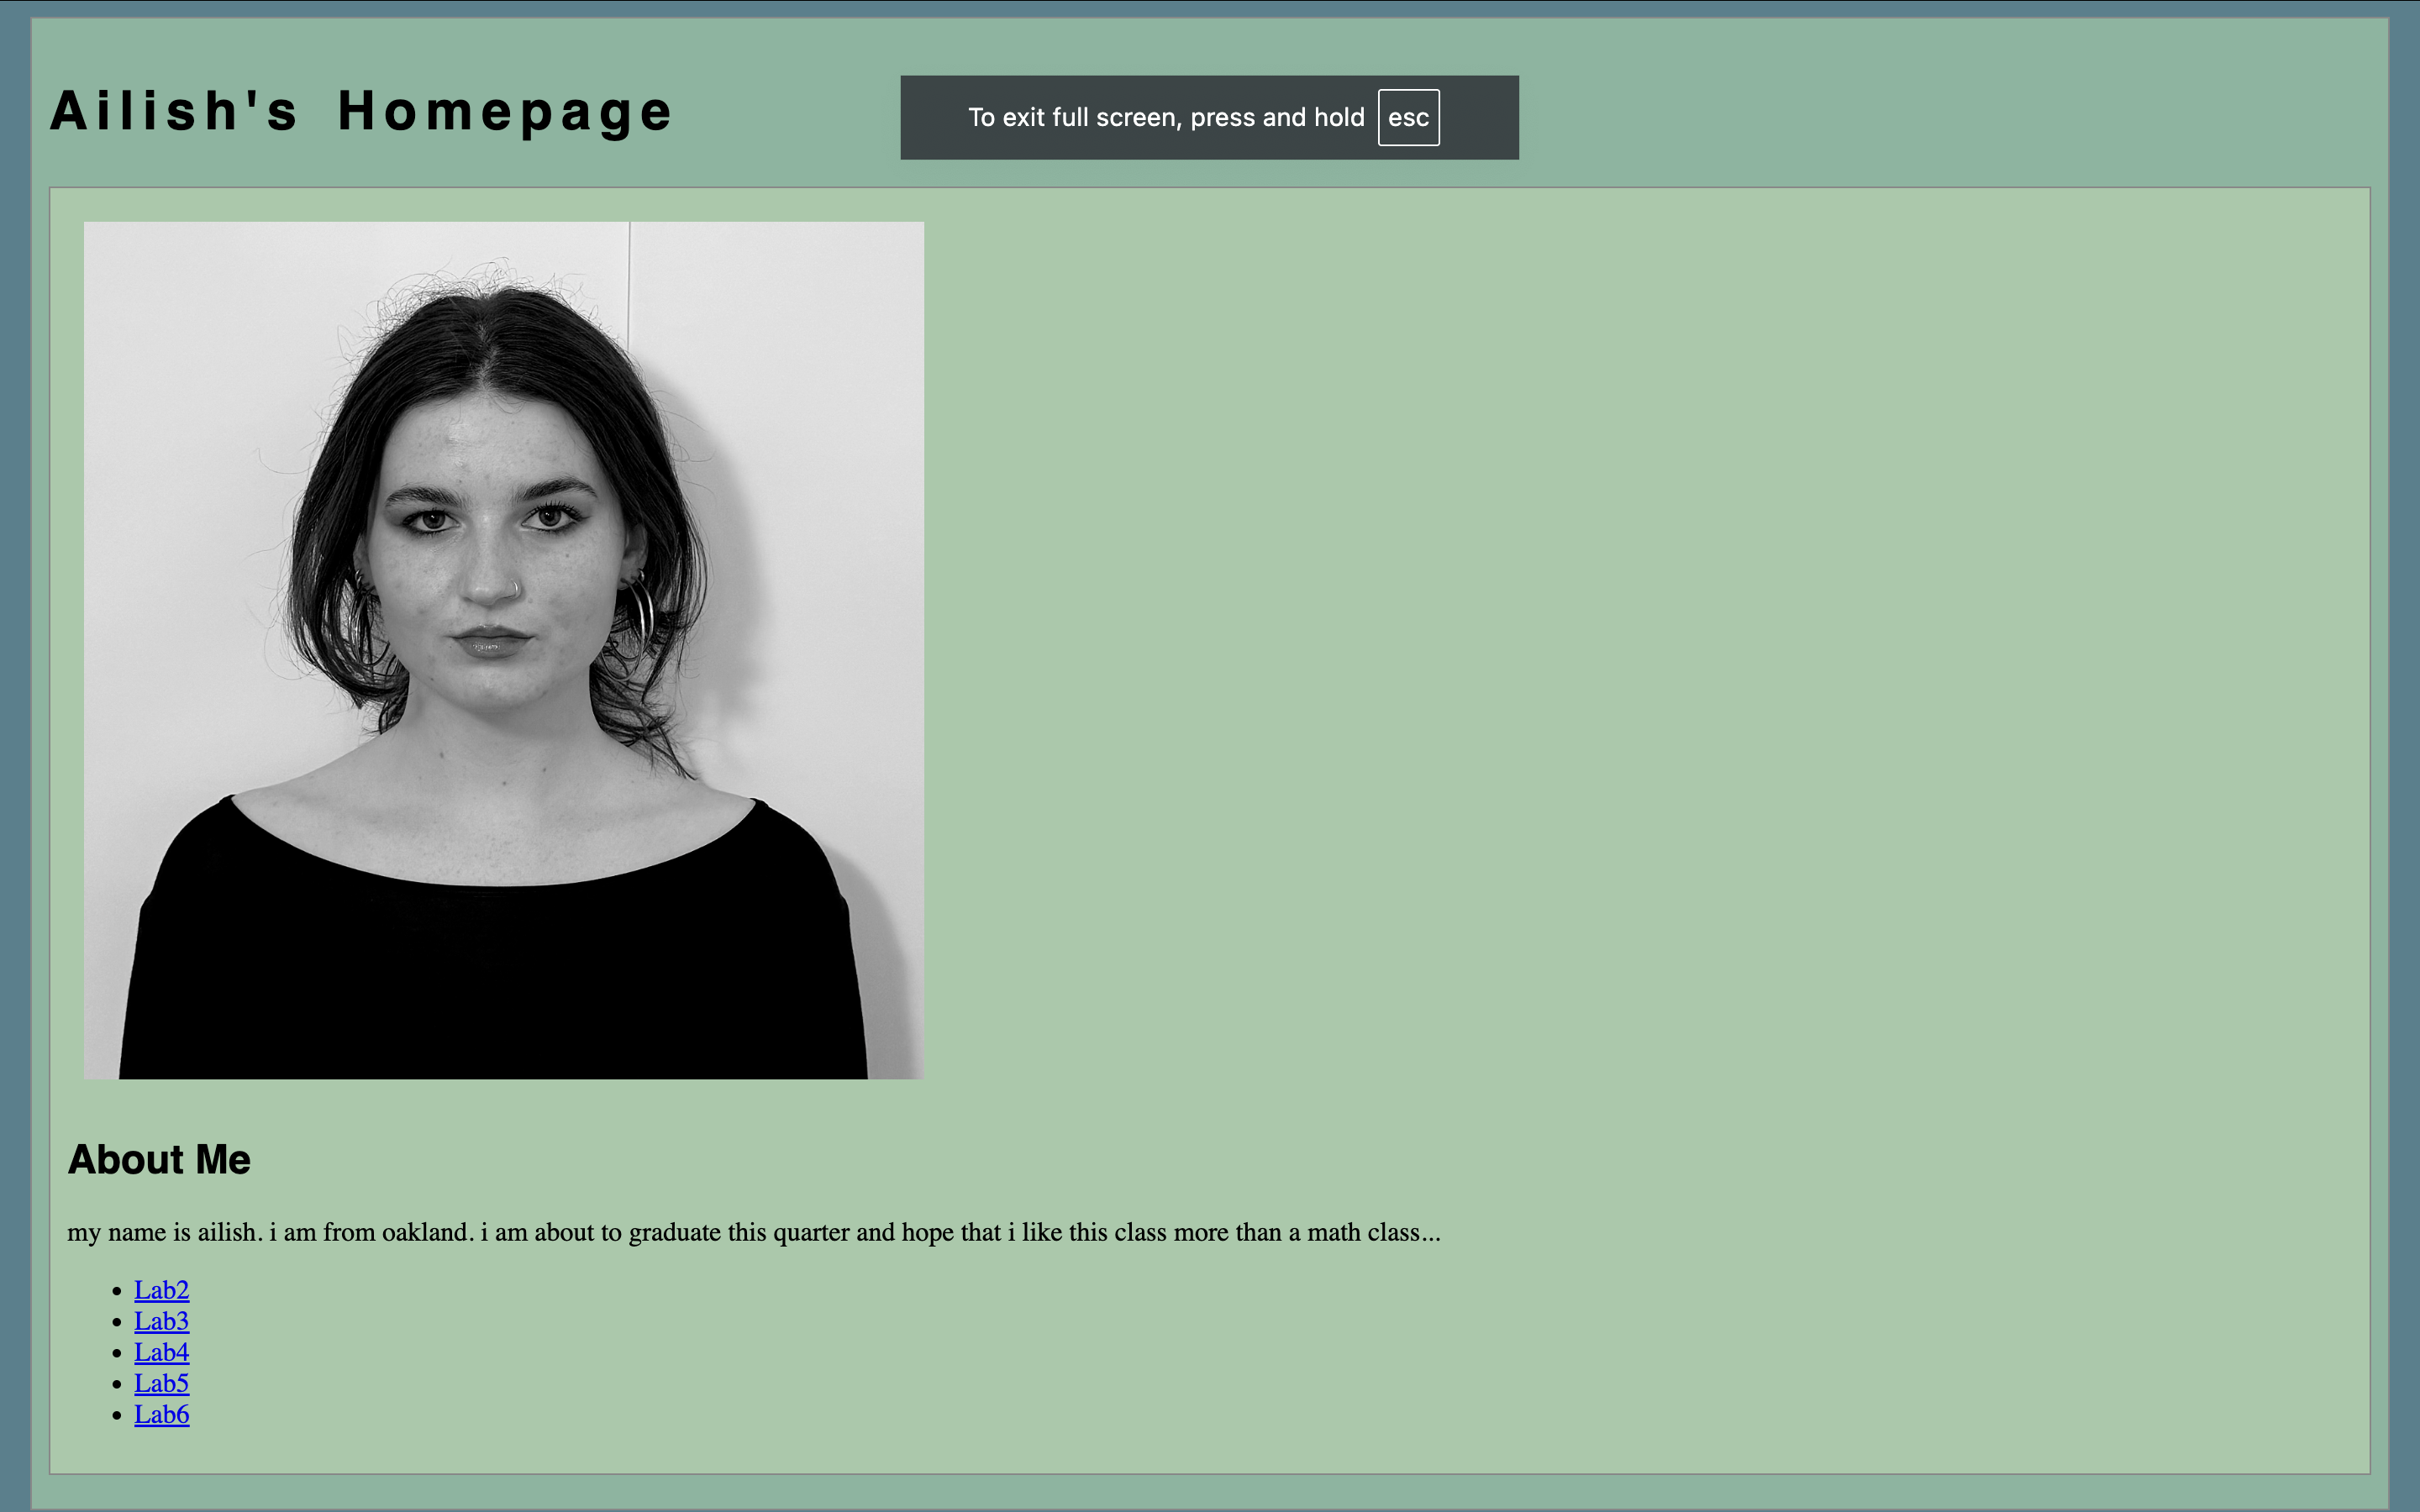 Ailish's Homepage
To exit full screen, press and hold esc
About Me
my name is ailish. i am from oakland. i am about to graduate this quarter and hope that i like this class more than a math class...
Lab2
Lab3
Lab4
Lab5
Lab6